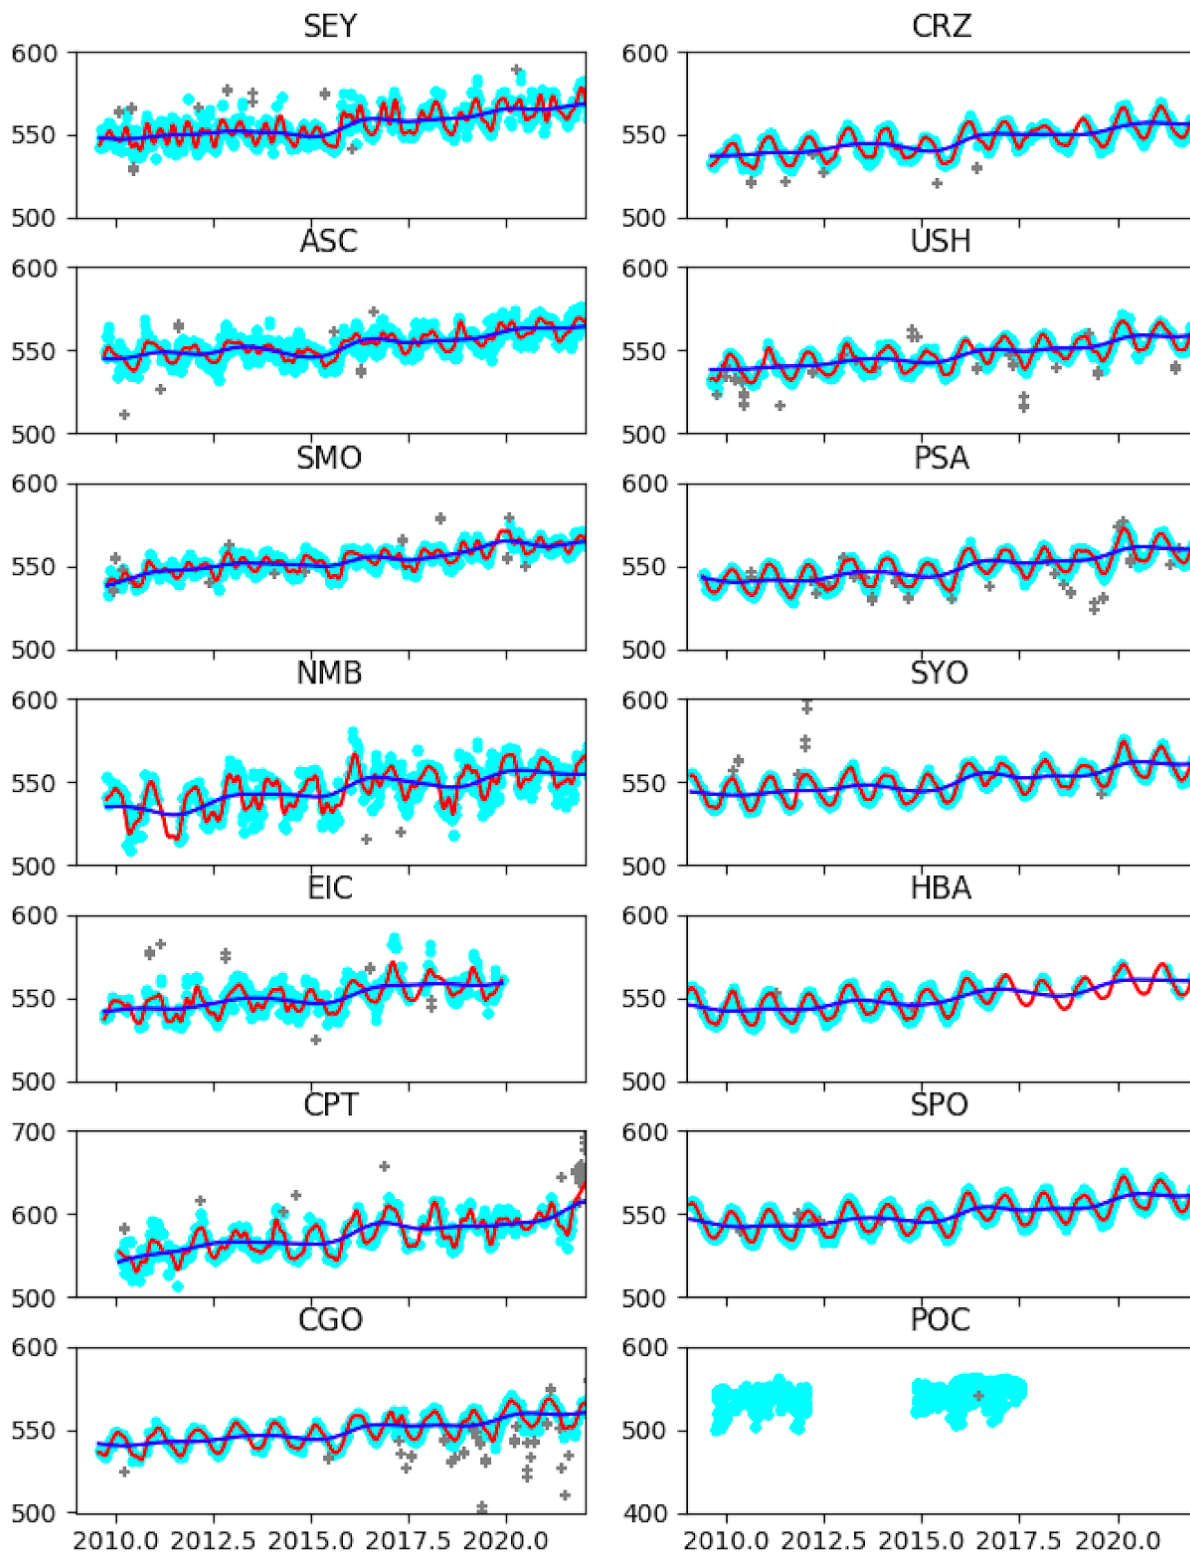 SEY CRZ
600 600
550 550
500 500
ASC USH
600 600
550 550
500 500
SMO PSA
600 600
550 550
500 500
NMB SYO
600 600
550 550
500 500
EIC HBA
600 600
550 550
500 500
CPT SPO
700 600
600 550
500 500
CGO POC
600 600
550 500
500 400
2010.0 2012.5 2015.0 2017.5 2020.0 2010.0 2012.5 2015.0 2017.5 2020.0